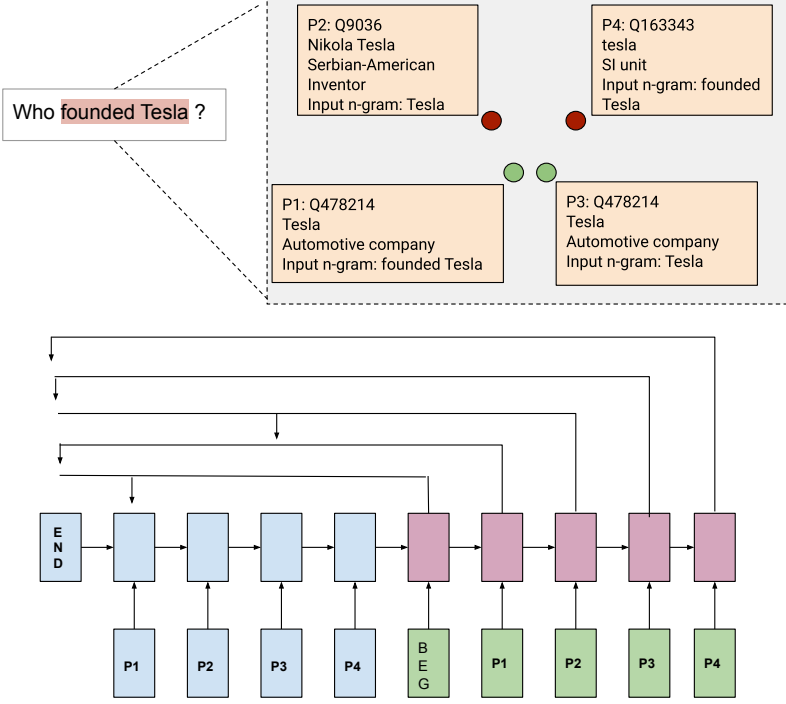 Who founded Tesla ?
P2: Q9036
Nikola Tesla
Serbian-American
Inventor
Input n-gram: Tesla
P4: Q163343
tesla
SI unit
Input n-gram: founded
Tesla
P1: Q478214
Tesla
Automotive company
Input n-gram: founded Tesla
P3: Q478214
Tesla
Automotive company
Input n-gram: Tesla
E
N
D
P1
P2
P3
P4
B
E
G
P1
P2
P3
P4